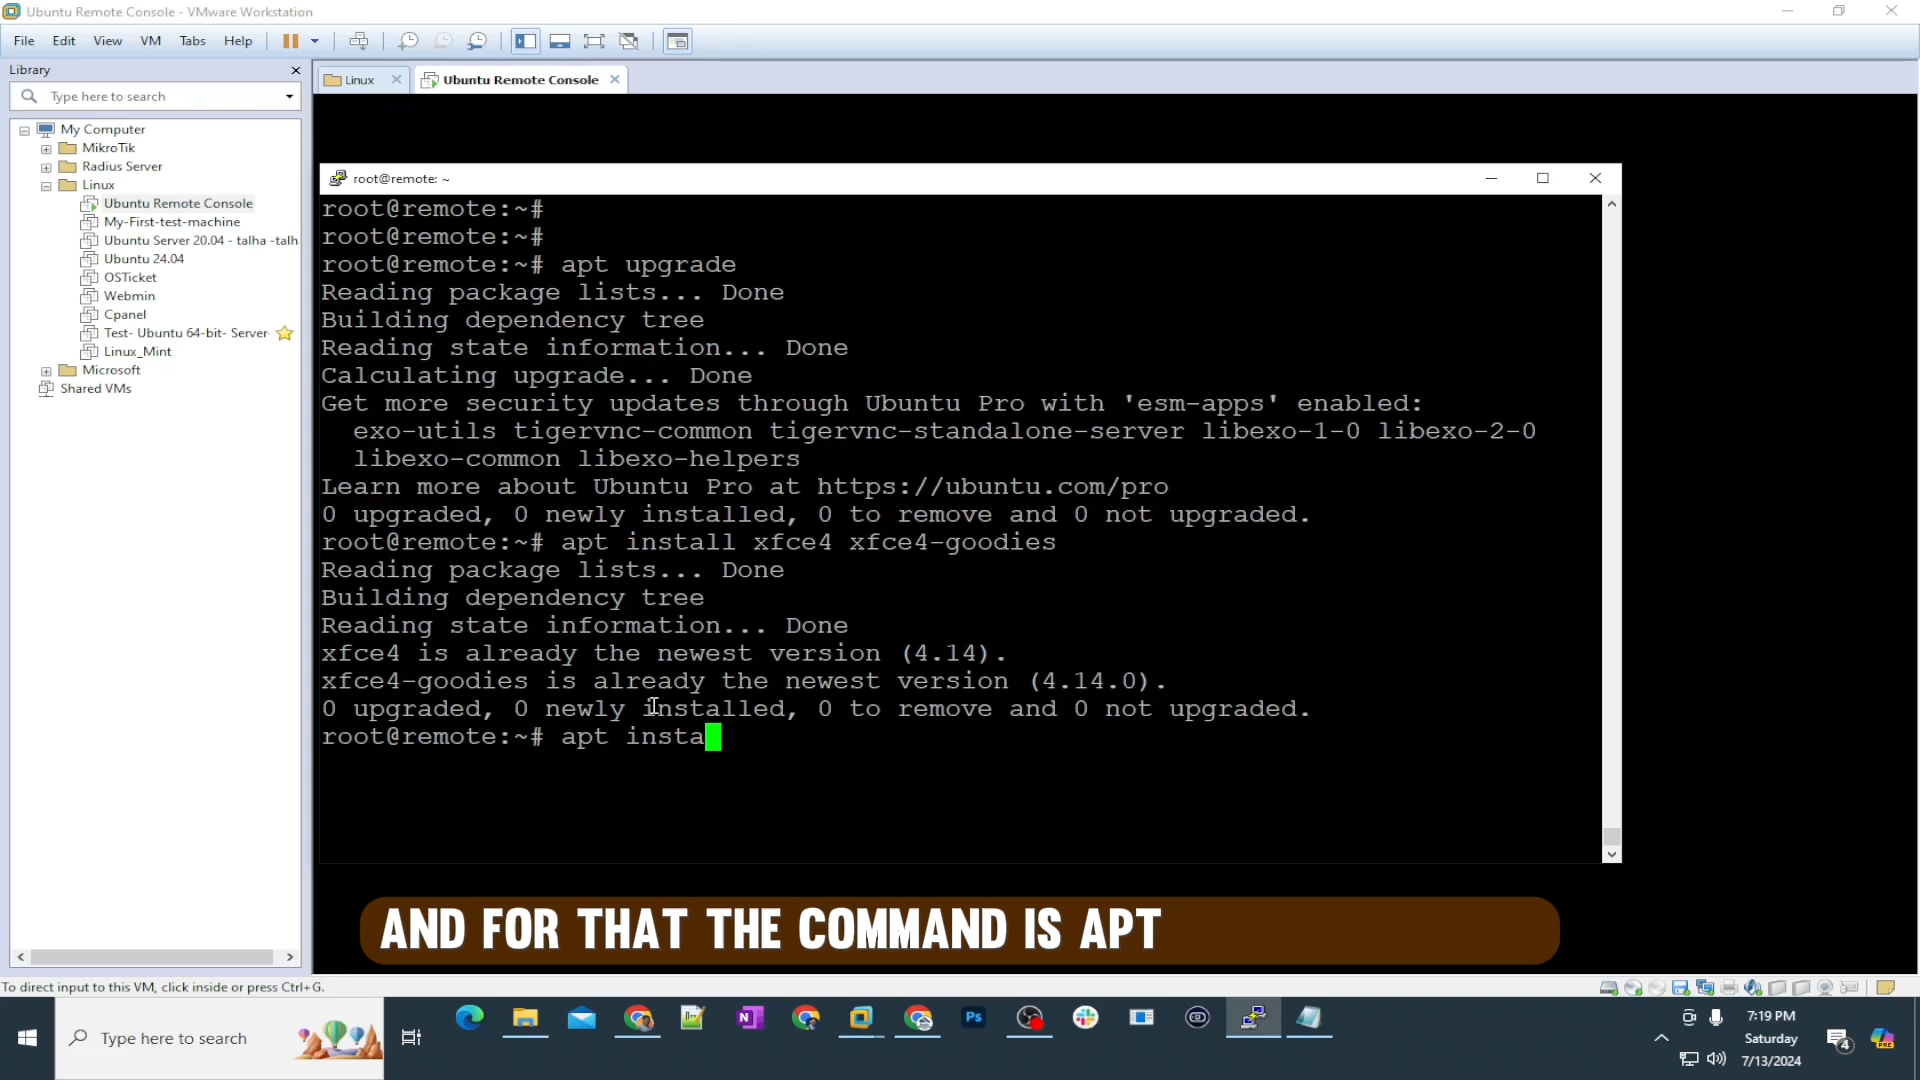 Ubuntu Remote Console - VMware Workstation
File Edit View VM Tabs Help
Library
Type here to search
My Computer
MikroTik
Radius Server
Linux
Ubuntu Remote Console
My-First-test-machine
Ubuntu Server 20.04 - talha -talh
Ubuntu 24.04
OSTicket
Webmin
Cpanel
Test- Ubuntu 64-bit- Server-
Linux_Mint
Microsoft
Shared VMs
Linux
Ubuntu Remote Console
root@remote: ~
root@remote:~#
root@remote:~#
root@remote:~# apt upgrade
Reading package lists... Done
Building dependency tree
Reading state information... Done
Calculating upgrade... Done
Get more security updates through Ubuntu Pro with 'esm-apps' enabled:
exo-utils tigervnc-common tigervnc-standalone-server libexo-1-0 libexo-2-0
libexo-common libexo-helpers
Learn more about Ubuntu Pro at https://ubuntu.com/pro
0 upgraded, 0 newly installed, 0 to remove and 0 not upgraded.
root@remote:~# apt install xfce4 xfce4-goodies
Reading package lists... Done
Building dependency tree
Reading state information... Done
xfce4 is already the newest version (4.14).
xfce4-goodies is already the newest version (4.14.0).
0 upgraded, 0 newly installed, 0 to remove and 0 not upgraded.
root@remote:~# apt insta
AND FOR THAT THE COMMAND IS APT
To direct input to this VM, click inside or press Ctrl+G.
Type here to search
Ps
7:19 PM
Saturday
7/13/2024
4